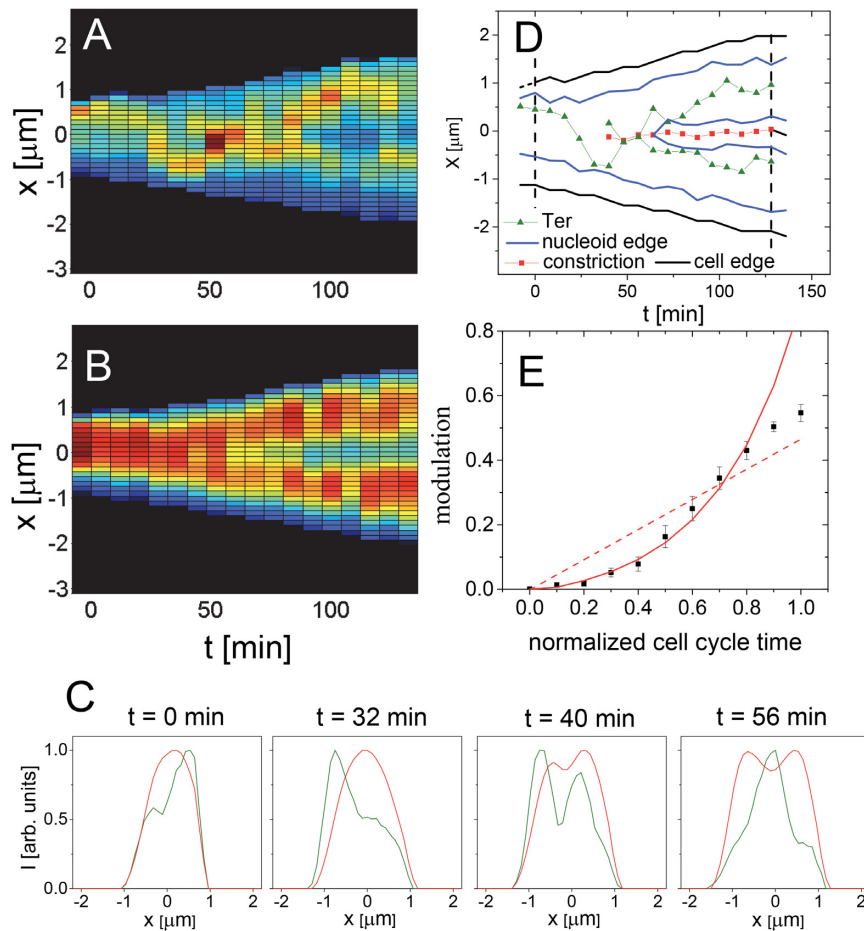 A
x [μm]
2
1
0
-1
-2
-3
0
50
100
B
x [μm]
2
1
0
-1
-2
-3
0
50
100
t [min]
D
x [μm]
2
1
0
-1
-2
Ter
nucleoid edge
constriction
cell edge
0
50
100
150
t [min]
E
modulation
0.8
0.6
0.4
0.2
0.0
0.0
0.2
0.4
0.6
0.8
1.0
normalized cell cycle time
C
t = 0 min
t = 32 min
t = 40 min
t = 56 min
I [arb. units]
1.0
0.5
0.0
-2 -1 0 1 2
-2 -1 0 1 2
-2 -1 0 1 2
-2 -1 0 1 2
x [μm]
x [μm]
x [μm]
x [μm]